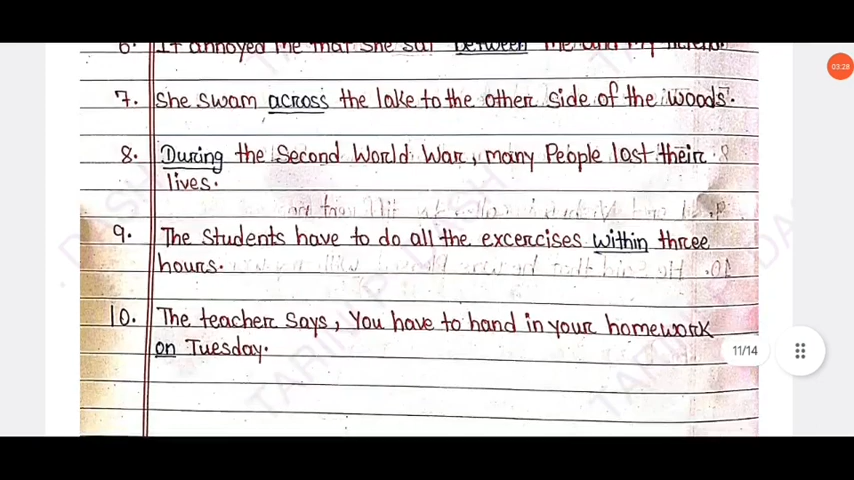 6. It annoyed me that she sat between me and my friend.
03:28
7. She swam across the lake to the other side of the woods.
8. During the Second World War, many People lost their
lives.
9. The students have to do all the excercises within three
hours.
10. The teacher says, You have to hand in your homework
on Tuesday.
11/14